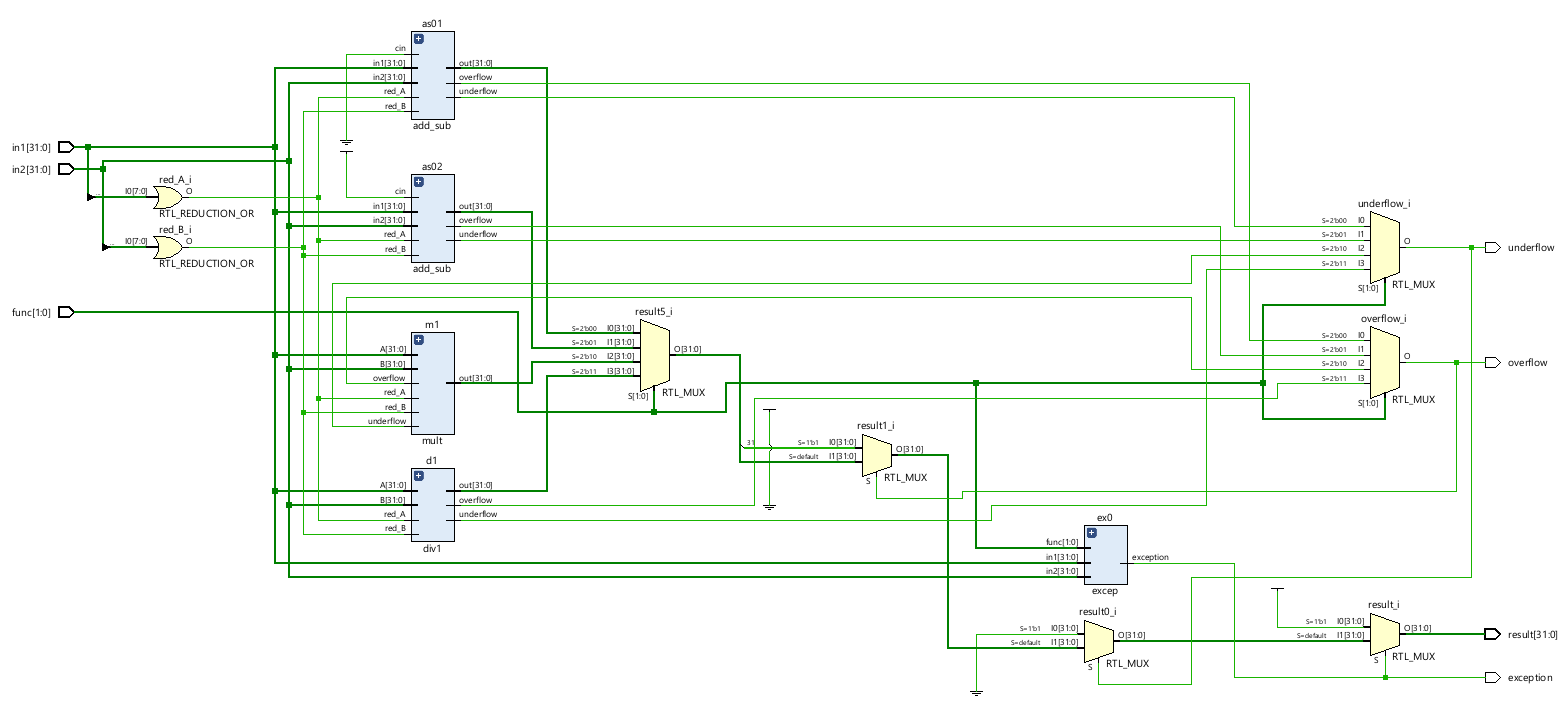 as01
cin
in1[31:0]
in2[31:0]
red_A
red_B
out[31:0]
overflow
underflow
add_sub
in1[31:0]
in2[31:0]
red_A_i
I0[7:0]
O
RTL_REDUCTION_OR
red_B_i
I0[7:0]
O
RTL_REDUCTION_OR
func[1:0]
as02
cin
in1[31:0]
in2[31:0]
red_A
red_B
out[31:0]
overflow
underflow
add_sub
m1
A[31:0]
B[31:0]
overflow
red_A
red_B
underflow
out[31:0]
mult
d1
A[31:0]
B[31:0]
red_A
red_B
out[31:0]
overflow
underflow
div1
result5_i
S=2'b00 I0[31:0]
S=2'b01 I1[31:0]
S=2'b10 I2[31:0]
S=2'b11 I3[31:0]
S[1:0]
O[31:0]
RTL_MUX
result1_i
31
S=1'b1 I0[31:0]
S=default I1[31:0]
S
O[31:0]
RTL_MUX
underflow_i
S=2'b00 I0
S=2'b01 I1
S=2'b10 I2
S=2'b11 I3
S[1:0]
O
RTL_MUX
underflow
overflow_i
S=2'b00 I0
S=2'b01 I1
S=2'b10 I2
S=2'b11 I3
S[1:0]
O
RTL_MUX
overflow
ex0
func[1:0]
in1[31:0]
in2[31:0]
exception
excep
result0_i
S=1'b1 I0[31:0]
S=default I1[31:0]
S
O[31:0]
RTL_MUX
result_i
S=1'b1 I0[31:0]
S=default I1[31:0]
S
O[31:0]
RTL_MUX
result[31:0]
exception